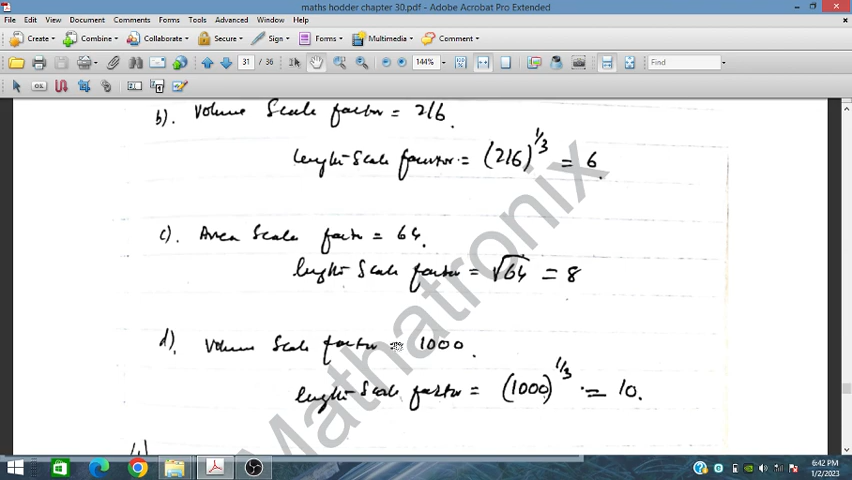 maths hodder chapter 30.pdf - Adobe Acrobat Pro Extended
File Edit View Document Comments Forms Tools Advanced Window Help
Create Combine Collaborate Secure Sign Forms Multimedia Comment
31 / 36 144% Find
b). Volume Scale factor = 216.
lenght Scale factor = (216)^1/3 = 6.
c). Area Scale factor = 64.
lenght Scale factor = √64 = 8
d). Volume Scale factor = 1000.
lenght Scale factor = (1000)^1/3 = 10.
Mathatronix
6:42 PM
1/2/2023